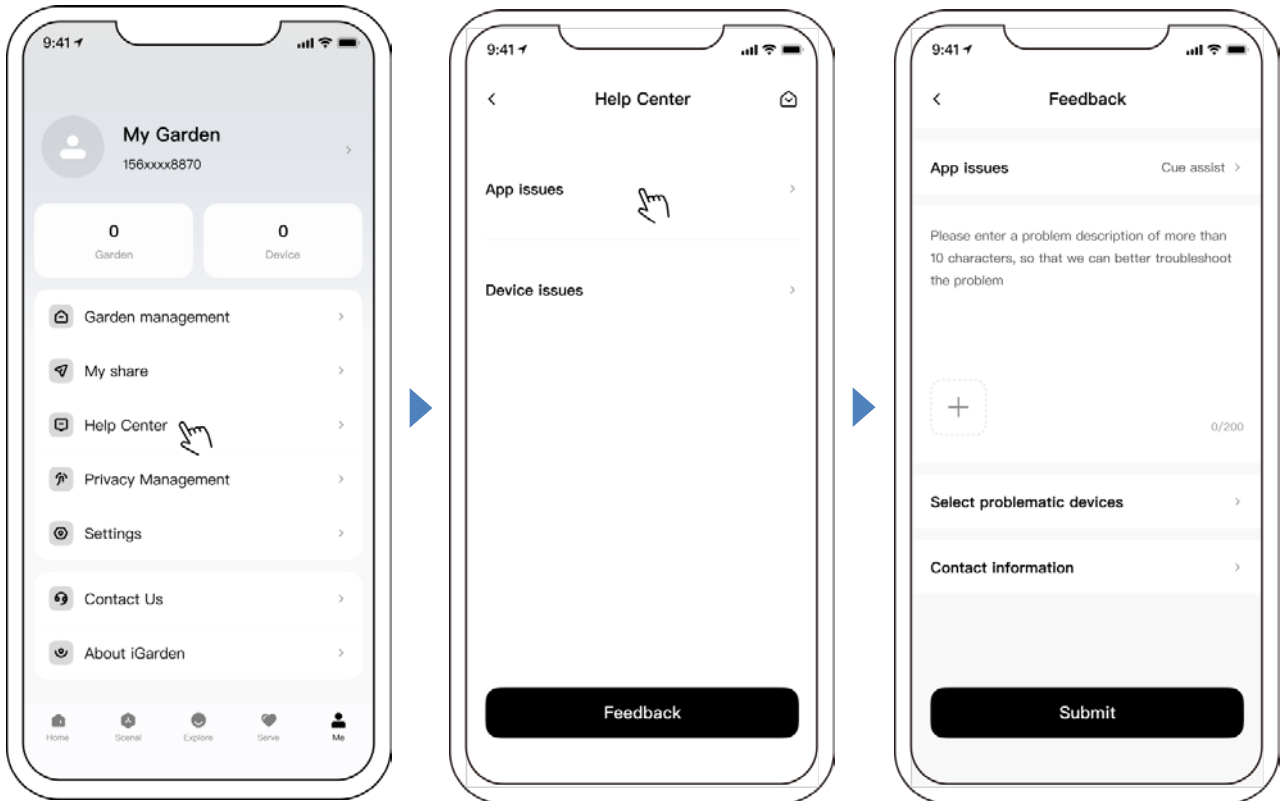 9:41
My Garden
156xxxx8870
0
Garden
0
Device
Garden management
My share
Help Center
Privacy Management
Settings
Contact Us
About iGarden
Home
Scenal
Explore
Serve
Me
9:41
Help Center
App issues
Device issues
Feedback
9:41
Feedback
App issues
Cue assist
Please enter a problem description of more than
10 characters, so that we can better troubleshoot
the problem
0/200
Select problematic devices
Contact information
Submit